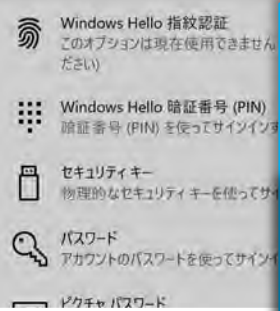 Windows Hello 指紋認証
このオプションは現在使用できません
ださい)
Windows Hello 暗証番号 (PIN)
暗証番号 (PIN) を使ってサインインす
セキュリティ キー
物理的なセキュリティ キーを使ってサイ
パスワード
アカウントのパスワードを使ってサインイ
ピクチャ パスワード